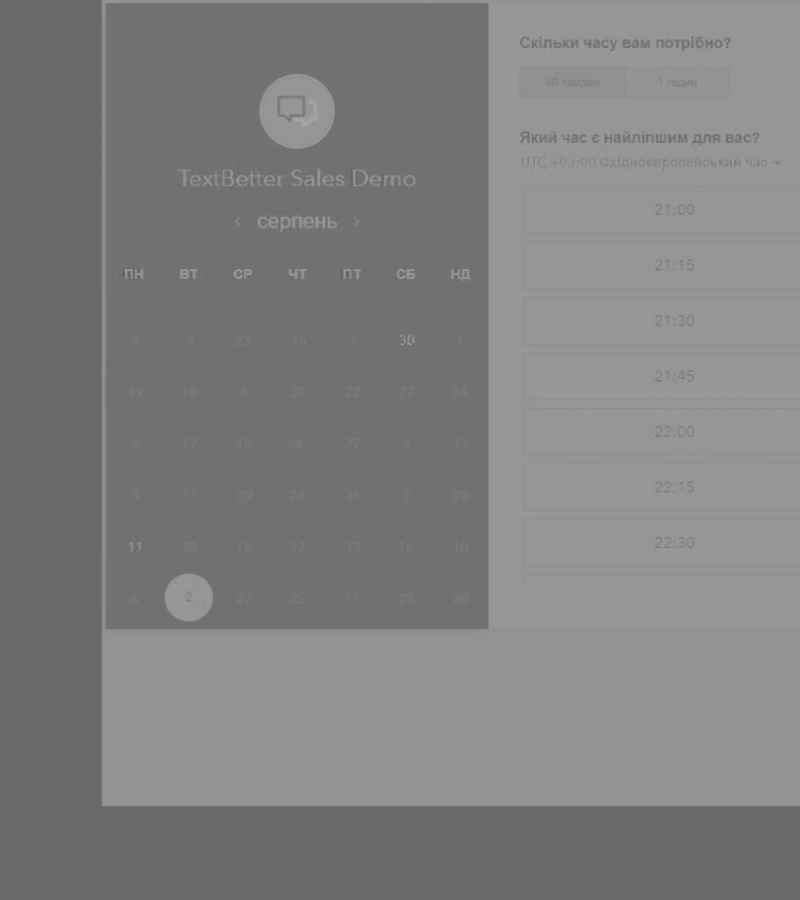 TextBetter Sales Demo
‹ серпень ›
ПН ВТ СР ЧТ ПТ СБ НД
3 3 23 15 7 30 1
19 18 5 30 22 27 24
5 17 19 4 27 4 12
3 11 29 24 31 3 28
11 30 18 17 13 16 10
6 2 27 25 11 28 20
Скільки часу вам потрібно?
40 хвилин 1 годин
Який час є найліпшим для вас?
UTC +03:00 Східноєвропейський час
21:00
21:15
21:30
21:45
22:00
22:15
22:30